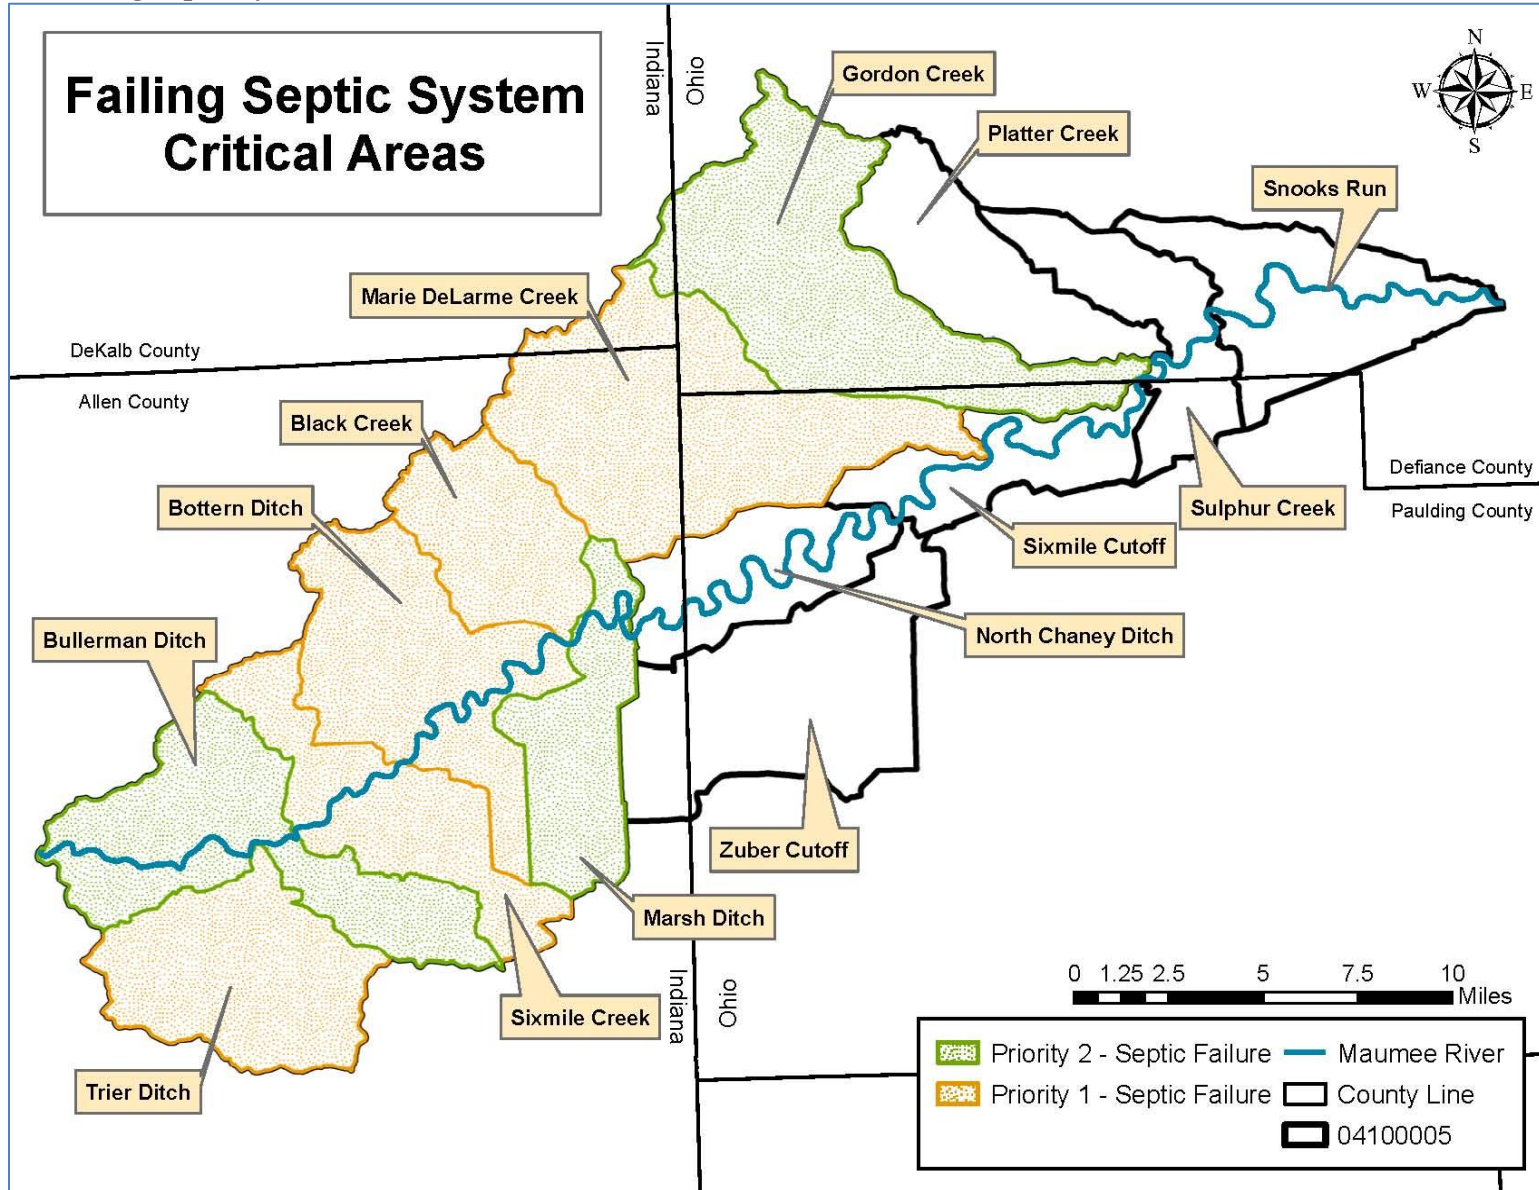 Failing Septic System
Critical Areas
Indiana
Ohio
N
W
E
S
Gordon Creek
Platter Creek
Snooks Run
Marie DeLarme Creek
DeKalb County
Allen County
Black Creek
Bottern Ditch
Defiance County
Paulding County
Sulphur Creek
Sixmile Cutoff
North Chaney Ditch
Bullerman Ditch
Zuber Cutoff
Marsh Ditch
Sixmile Creek
Trier Ditch
Indiana
Ohio
0 1.25 2.5 5 7.5 10
Miles
Priority 2 - Septic Failure
Maumee River
Priority 1 - Septic Failure
County Line
04100005